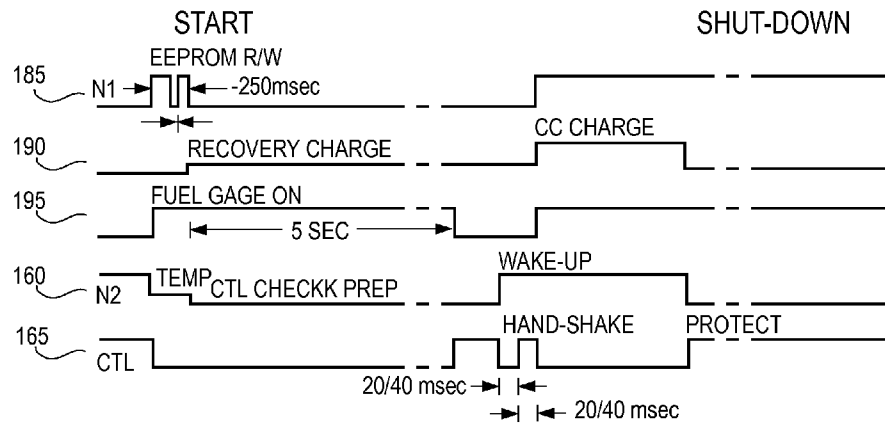 START SHUT-DOWN
EEPROM R/W
185 N1 -250msec
190 RECOVERY CHARGE CC CHARGE
195 FUEL GAGE ON
5 SEC
160 N2 TEMP CTL CHECKK PREP WAKE-UP
165 CTL HAND-SHAKE PROTECT
20/40 msec
20/40 msec